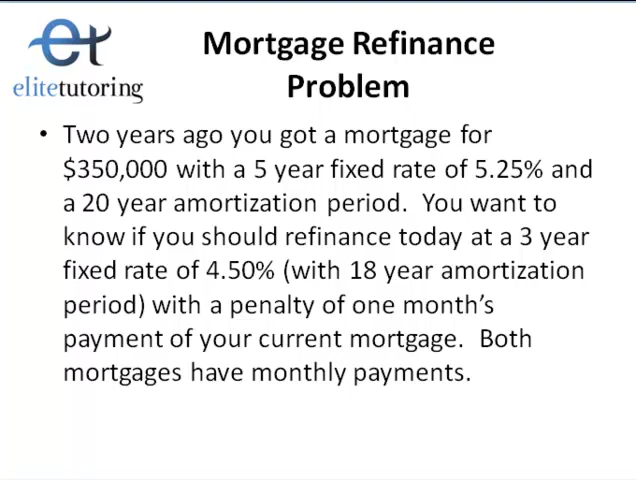 et
elitetutoring
Mortgage Refinance
Problem
• Two years ago you got a mortgage for
$350,000 with a 5 year fixed rate of 5.25% and
a 20 year amortization period.  You want to
know if you should refinance today at a 3 year
fixed rate of 4.50% (with 18 year amortization
period) with a penalty of one month’s
payment of your current mortgage.  Both
mortgages have monthly payments.